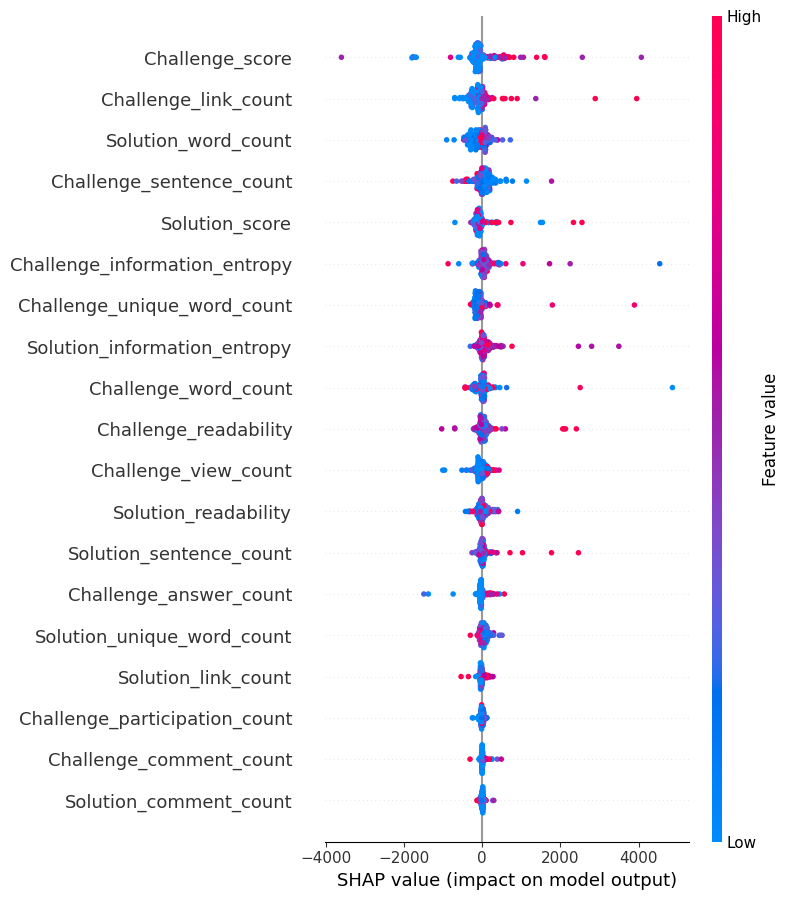 High
Challenge_score
Challenge_link_count
Solution_word_count
Challenge_sentence_count
Solution_score
Challenge_information_entropy
Challenge_unique_word_count
Solution_information_entropy
Challenge_word_count
Challenge_readability
Challenge_view_count
Solution_readability
Solution_sentence_count
Challenge_answer_count
Solution_unique_word_count
Solution_link_count
Challenge_participation_count
Challenge_comment_count
Solution_comment_count
Feature value
Low
−4000 −2000 0 2000 4000
SHAP value (impact on model output)